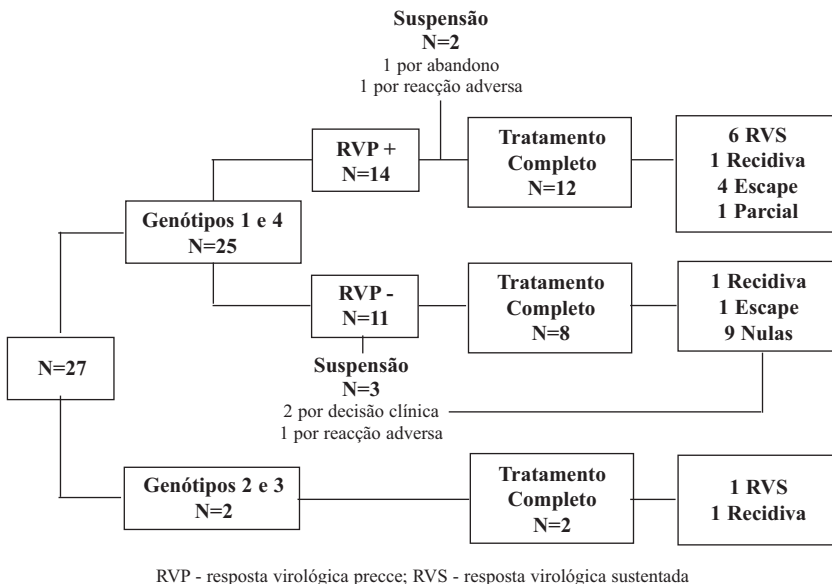 Suspensão
N=2
1 por abandono
1 por reacção adversa
RVP +
N=14
Tratamento
Completo
N=12
6 RVS
1 Recidiva
4 Escape
1 Parcial
Genótipos 1 e 4
N=25
RVP -
N=11
Tratamento
Completo
N=8
1 Recidiva
1 Escape
9 Nulas
N=27
Suspensão
N=3
2 por decisão clínica
1 por reacção adversa
Genótipos 2 e 3
N=2
Tratamento
Completo
N=2
1 RVS
1 Recidiva
RVP - resposta virológica precce; RVS - resposta virológica sustentada